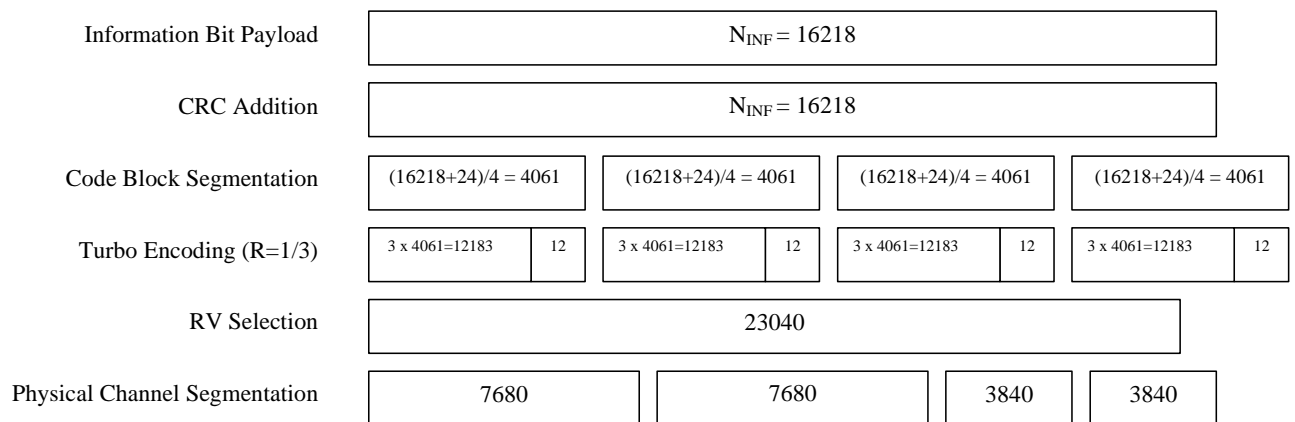 Information Bit Payload N_INF = 16218
CRC Addition N_INF = 16218
Code Block Segmentation (16218+24)/4 = 4061 (16218+24)/4 = 4061 (16218+24)/4 = 4061 (16218+24)/4 = 4061
Turbo Encoding (R=1/3) 3 x 4061=12183 12 3 x 4061=12183 12 3 x 4061=12183 12 3 x 4061=12183 12
RV Selection 23040
Physical Channel Segmentation 7680 7680 3840 3840